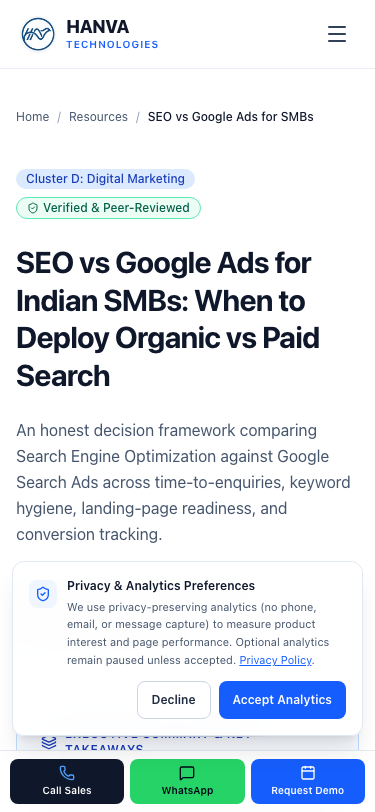 HANVA
TECHNOLOGIES
Home / Resources / SEO vs Google Ads for SMBs
Cluster D: Digital Marketing
Verified & Peer-Reviewed
SEO vs Google Ads for
Indian SMBs: When to
Deploy Organic vs Paid
Search
An honest decision framework comparing
Search Engine Optimization against Google
Search Ads across time-to-enquiries, keyword
hygiene, landing-page readiness, and
conversion tracking.
Privacy & Analytics Preferences
We use privacy-preserving analytics (no phone,
email, or message capture) to measure product
interest and page performance. Optional analytics
remain paused unless accepted. Privacy Policy.
Decline
Accept Analytics
EXECUTIVE SUMMARY & KEY
TAKEAWAYS
Call Sales
WhatsApp
Request Demo